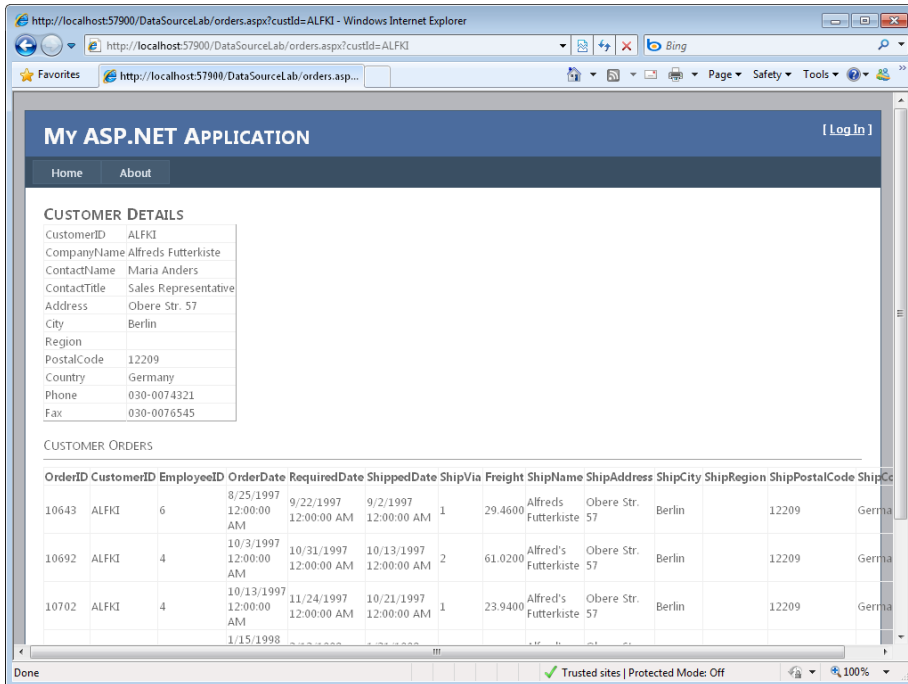 http://localhost:57900/DataSourceLab/orders.aspx?custId=ALFKI - Windows Internet Explorer
http://localhost:57900/DataSourceLab/orders.aspx?custId=ALFKI
Bing
Favorites
http://localhost:57900/DataSourceLab/orders.asp...
Page Safety Tools
MY ASP.NET APPLICATION
[ Log In ]
Home About
CUSTOMER DETAILS
CustomerID ALFKI
CompanyName Alfreds Futterkiste
ContactName Maria Anders
ContactTitle Sales Representative
Address Obere Str. 57
City Berlin
Region
PostalCode 12209
Country Germany
Phone 030-0074321
Fax 030-0076545
CUSTOMER ORDERS
OrderID CustomerID EmployeeID OrderDate RequiredDate ShippedDate ShipVia Freight ShipName ShipAddress ShipCity ShipRegion ShipPostalCode ShipCo
10643 ALFKI 6 8/25/1997 12:00:00 AM 9/22/1997 12:00:00 AM 9/2/1997 12:00:00 AM 1 29.4600 Alfreds Futterkiste Obere Str. 57 Berlin 12209 Germa
10692 ALFKI 4 10/3/1997 12:00:00 AM 10/31/1997 12:00:00 AM 10/13/1997 12:00:00 AM 2 61.0200 Alfred's Futterkiste Obere Str. 57 Berlin 12209 Germa
10702 ALFKI 4 10/13/1997 12:00:00 AM 11/24/1997 12:00:00 AM 10/21/1997 12:00:00 AM 1 23.9400 Alfred's Futterkiste Obere Str. 57 Berlin 12209 Germa
1/15/1998
Done
Trusted sites | Protected Mode: Off
100%